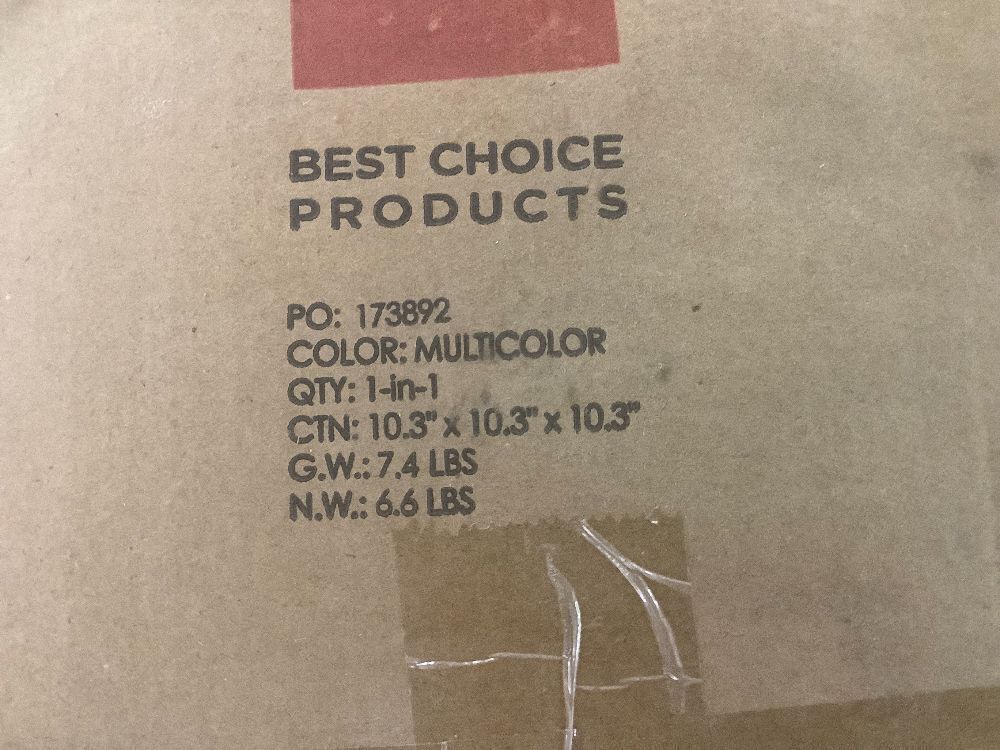 BEST CHOICE
PRODUCTS
PO: 173892
COLOR: MULTICOLOR
QTY: 1-in-1
CTN: 10.3" x 10.3" x 10.3"
G.W.: 7.4 LBS
N.W.: 6.6 LBS